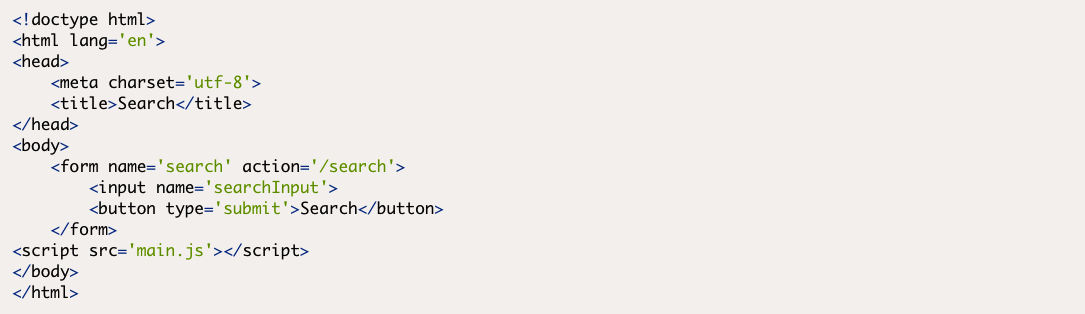 <!doctype html>
<html lang='en'>
<head>
    <meta charset='utf-8'>
    <title>Search</title>
</head>
<body>
    <form name='search' action='/search'>
        <input name='searchInput'>
        <button type='submit'>Search</button>
    </form>
<script src='main.js'></script>
</body>
</html>